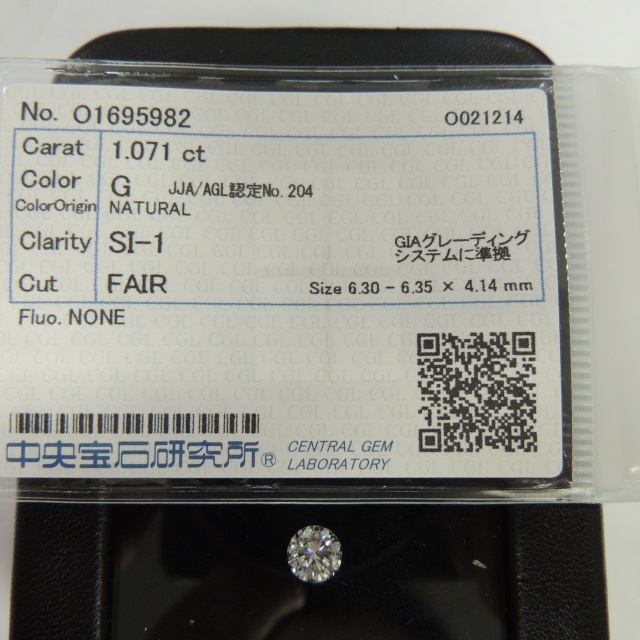 No. O1695982 O021214
Carat 1.071 ct
Color G JJA/AGL認定No.204
ColorOrigin NATURAL
Clarity SI-1 GIAグレーディング
システムに準拠
Cut FAIR Size 6.30 - 6.35 × 4.14 mm
Fluo. NONE
中央宝石研究所® CENTRAL GEM
LABORATORY